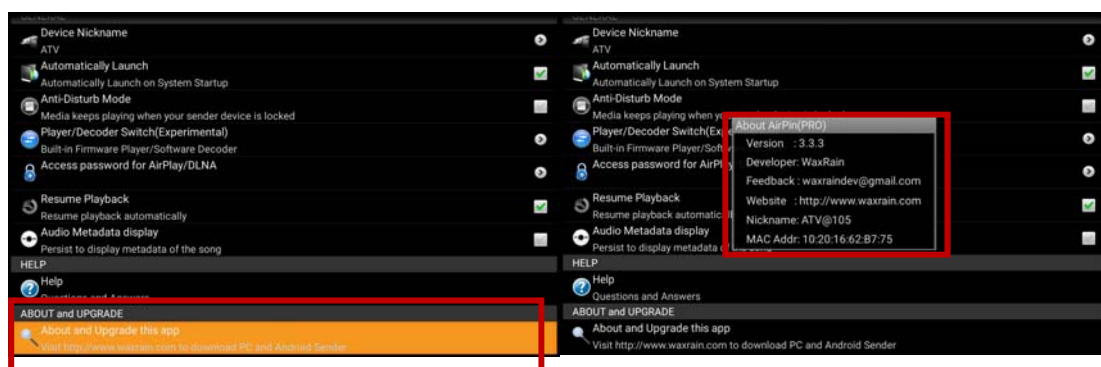 GENERAL
Device Nickname
ATV
Automatically Launch
Automatically Launch on System Startup
Anti-Disturb Mode
Media keeps playing when your sender device is locked
Player/Decoder Switch(Experimental)
Built-in Firmware Player/Software Decoder
Access password for AirPlay/DLNA
Resume Playback
Resume playback automatically
Audio Metadata display
Persist to display metadata of the song
HELP
Help
Questions and Answers
ABOUT and UPGRADE
About and Upgrade this app
Visit http://www.waxrain.com to download PC and Android Sender
GENERAL
Device Nickname
ATV
Automatically Launch
Automatically Launch on System Startup
Anti-Disturb Mode
Media keeps playing when
Player/Decoder Switch
Built-in Firmware
Access password for
Resume Playback
Resume playback
Audio Metadata display
Persist to display metadata
About AirPin(PRO)
Version : 3.3.3
Developer: WaxRain
Feedback : waxraindev@gmail.com
Website : http://www.waxrain.com
Nickname: ATV@105
MAC Addr: 10:20:16:62:B7:75
HELP
Help
Questions and Answers
ABOUT and UPGRADE
About and Upgrade this app
Visit http://www.waxrain.com to download PC and Android Sender